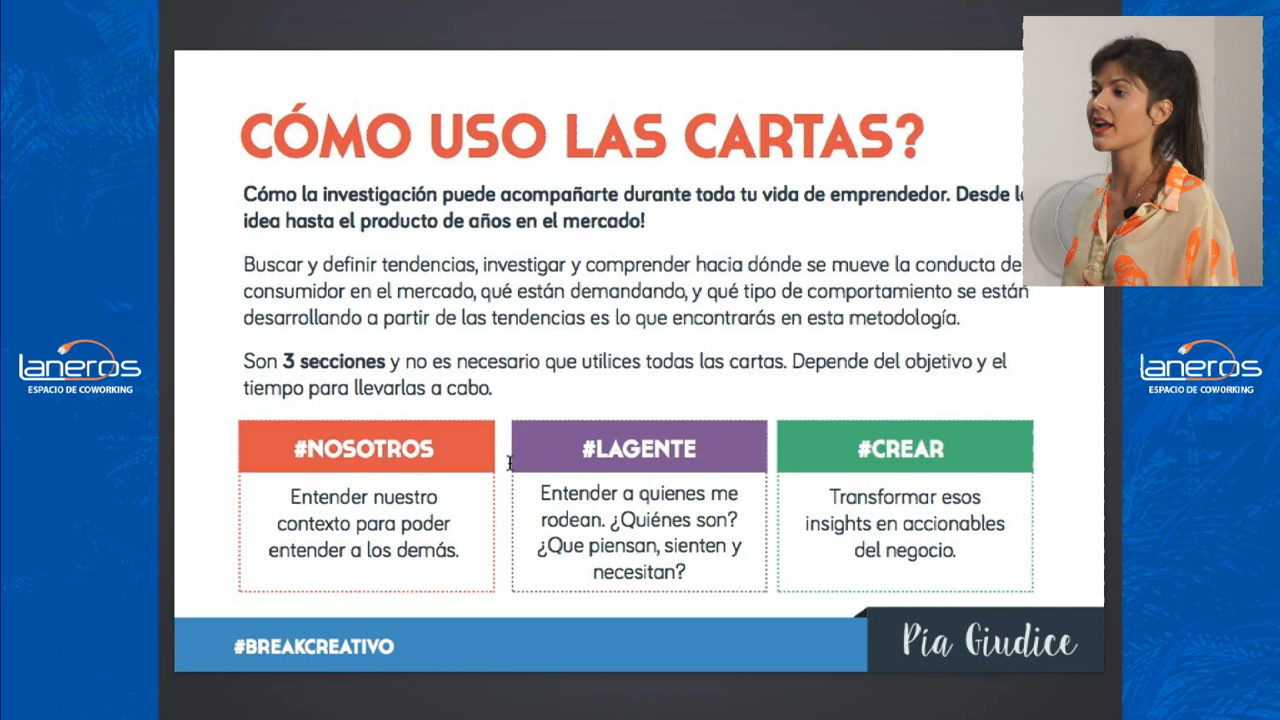 CÓMO USO LAS CARTAS?
Cómo la investigación puede acompañarte durante toda tu vida de emprendedor. Desde
idea hasta el producto de años en el mercado!
Buscar y definir tendencias, investigar y comprender hacia dónde se mueve la conducta de
consumidor en el mercado, qué están demandando, y qué tipo de comportamiento se están
desarrollando a partir de las tendencias es lo que encontrarás en esta metodología.
Son 3 secciones y no es necesario que utilices todas las cartas. Depende del objetivo y el
tiempo para llevarlas a cabo.
#NOSOTROS
Entender nuestro
contexto para poder
entender a los demás.
#LAGENTE
Entender a quienes me
rodean. ¿Quiénes son?
¿Que piensan, sienten y
necesitan?
#CREAR
Transformar esos
insights en accionables
del negocio.
#BREAKCREATIVO
Pía Giudice
Laneros
ESPACIO DE COWORKING
Laneros
ESPACIO DE COWORKING